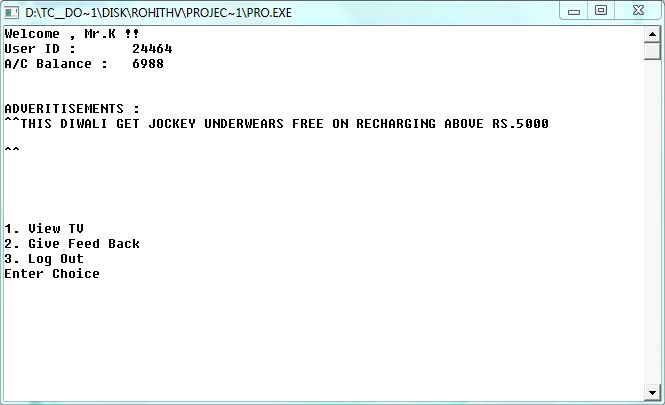 D:\TC__DO~1\DISK\ROHITHV\PROJEC~1\PRO.EXE
Welcome , Mr.K !!
User ID :       24464
A/C Balance :   6988
ADVERITISEMENTS :
^^THIS DIWALI GET JOCKEY UNDERWEARS FREE ON RECHARGING ABOVE RS.5000
^^
1. View TV
2. Give Feed Back
3. Log Out
Enter Choice